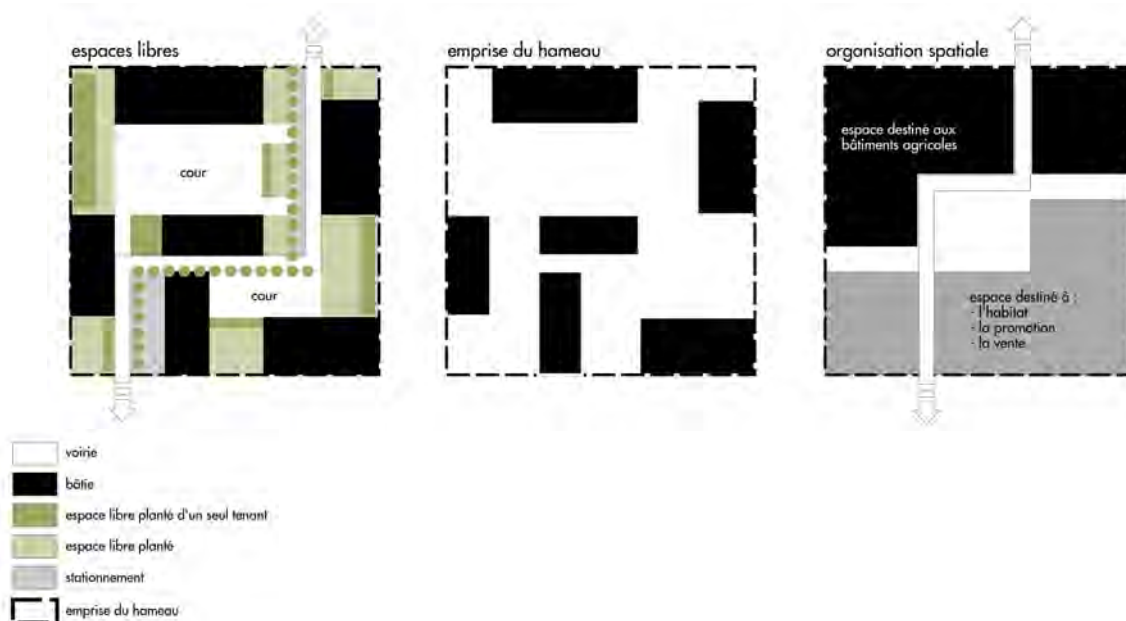 espaces libres
emprise du hameau
organisation spatiale
cour
cour
espace destiné aux
bâtiments agricoles
espace destiné à :
- l'habitat
- la promotion
- la vente
voirie
bâtie
espace libre planté d'un seul tenant
espace libre planté
stationnement
emprise du hameau